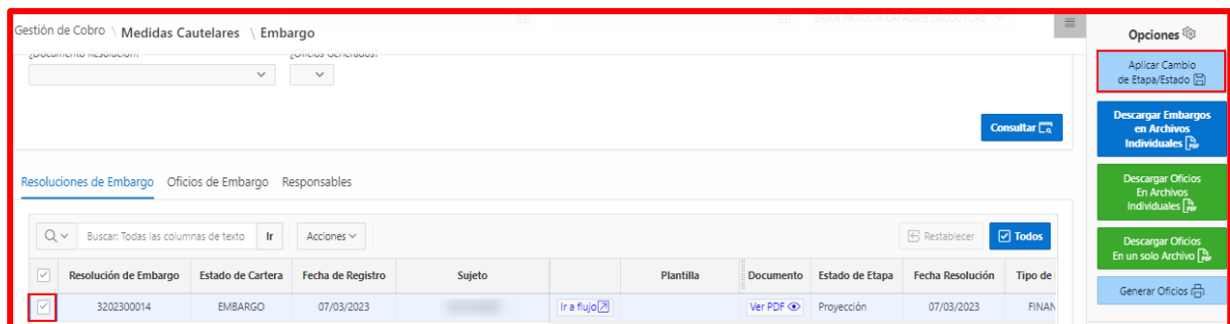 Gestión de Cobro \ Medidas Cautelares \ Embargo
¿Documento Resolución? ¿Oficios Generados?
Consultar
Resoluciones de Embargo Oficios de Embargo Responsables
Buscar: Todas las columnas de texto Ir Acciones Restablecer Todos
Resolución de Embargo Estado de Cartera Fecha de Registro Sujeto Plantilla Documento Estado de Etapa Fecha Resolución Tipo de
3202300014 EMBARGO 07/03/2023 Ir a flujo Ver PDF Proyección 07/03/2023 FINAN
Opciones
Aplicar Cambio
de Etapa/Estado
Descargar Embargos
en Archivos
Individuales
Descargar Oficios
En Archivos
Individuales
Descargar Oficios
En un solo Archivo
Generar Oficios